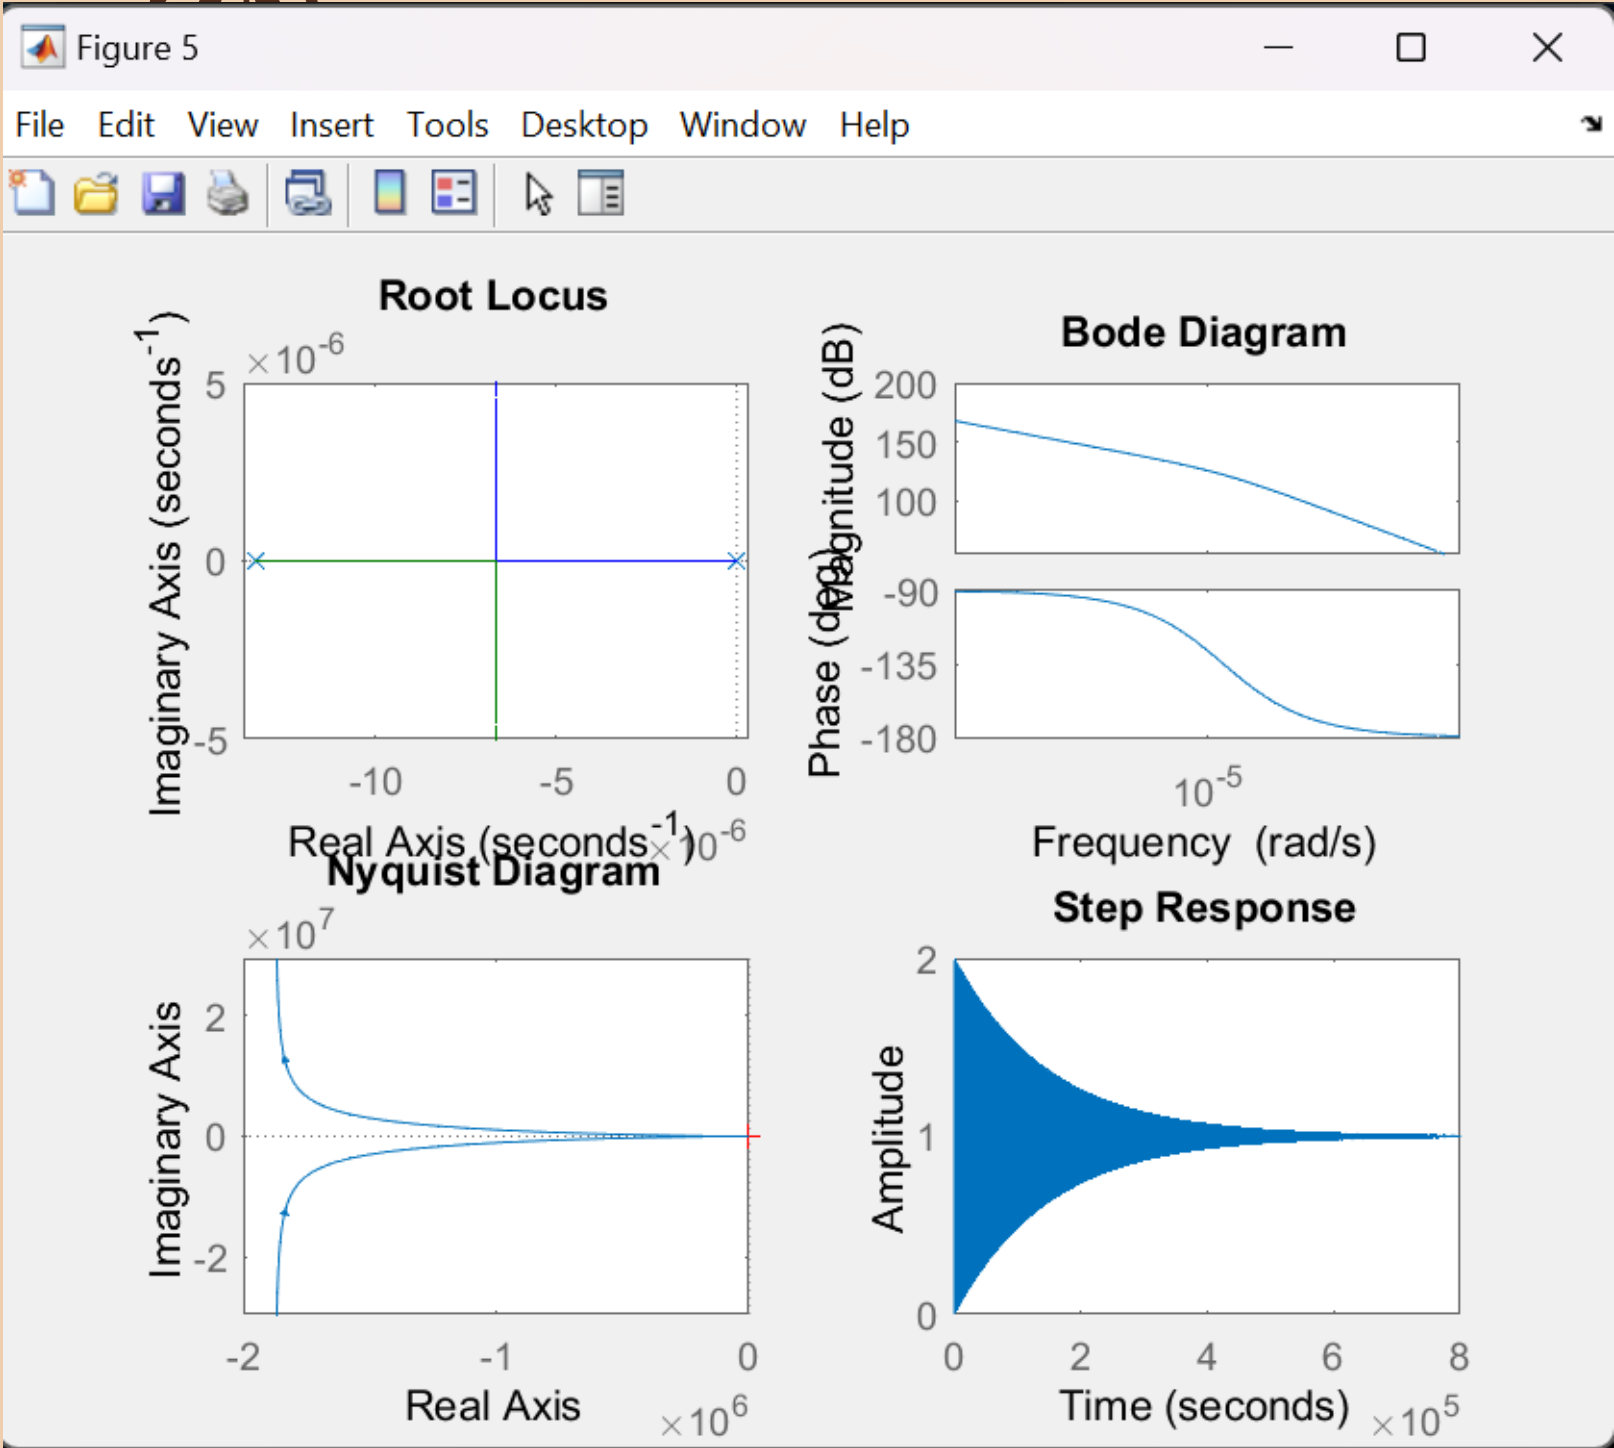 Figure 5
File Edit View Insert Tools Desktop Window Help
Root Locus
×10^-6
Imaginary Axis (seconds^-1)
5
0
-5
-10 -5 0
Real Axis (seconds^-1)
×10^-6
Bode Diagram
Magnitude (dB)
200
150
100
Phase (deg)
-90
-135
-180
10^-5
Frequency (rad/s)
Nyquist Diagram
×10^7
Imaginary Axis
2
0
-2
-2 -1 0
Real Axis
×10^6
Step Response
Amplitude
2
1
0
0 2 4 6 8
Time (seconds)
×10^5